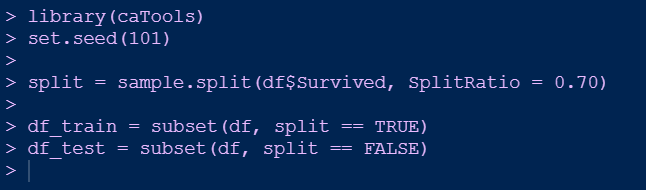 > library(caTools)
> set.seed(101)
>
> split = sample.split(df$Survived, SplitRatio = 0.70)
>
> df_train = subset(df, split == TRUE)
> df_test = subset(df, split == FALSE)
>